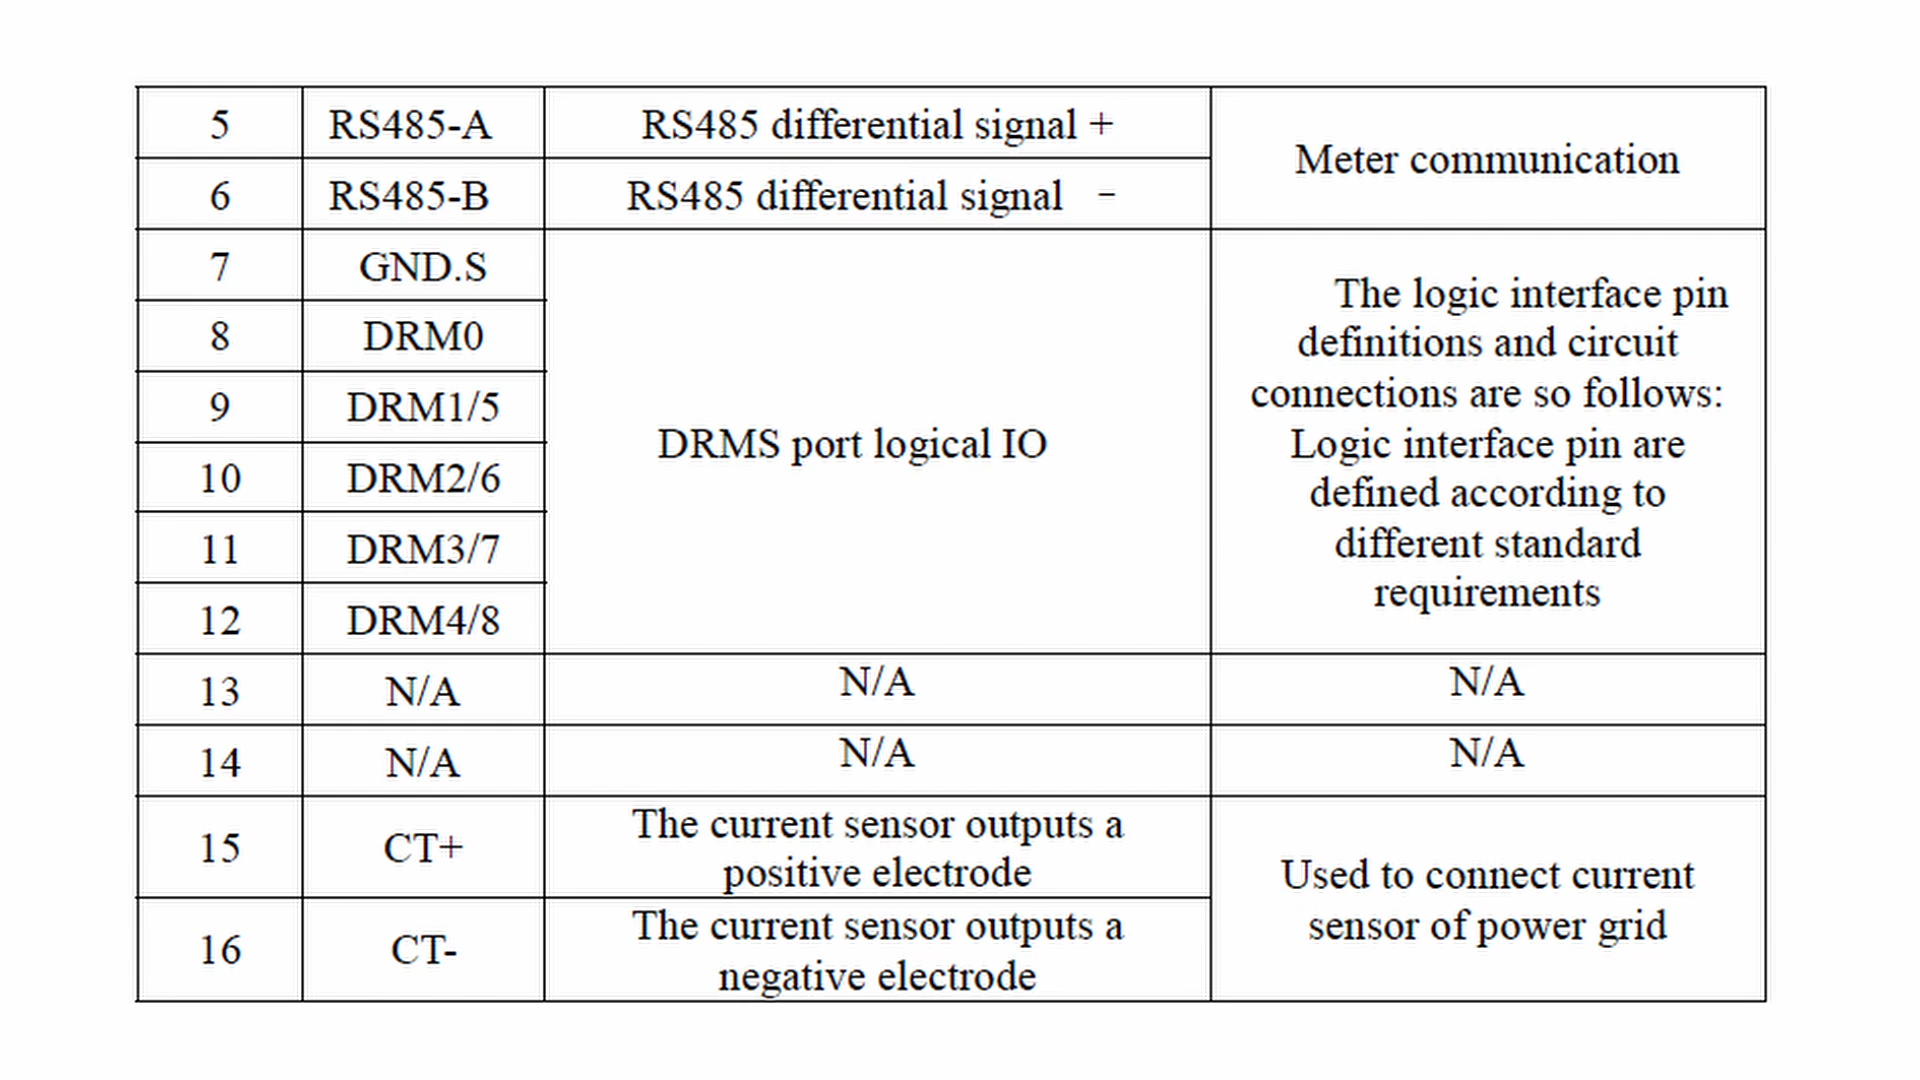 5 RS485-A RS485 differential signal + Meter communication
6 RS485-B RS485 differential signal -
7 GND.S DRMS port logical IO The logic interface pin
definitions and circuit
connections are so follows:
Logic interface pin are
defined according to
different standard
requirements
8 DRM0
9 DRM1/5
10 DRM2/6
11 DRM3/7
12 DRM4/8
13 N/A N/A N/A
14 N/A N/A N/A
15 CT+ The current sensor outputs a
positive electrode
Used to connect current
sensor of power grid
16 CT- The current sensor outputs a
negative electrode